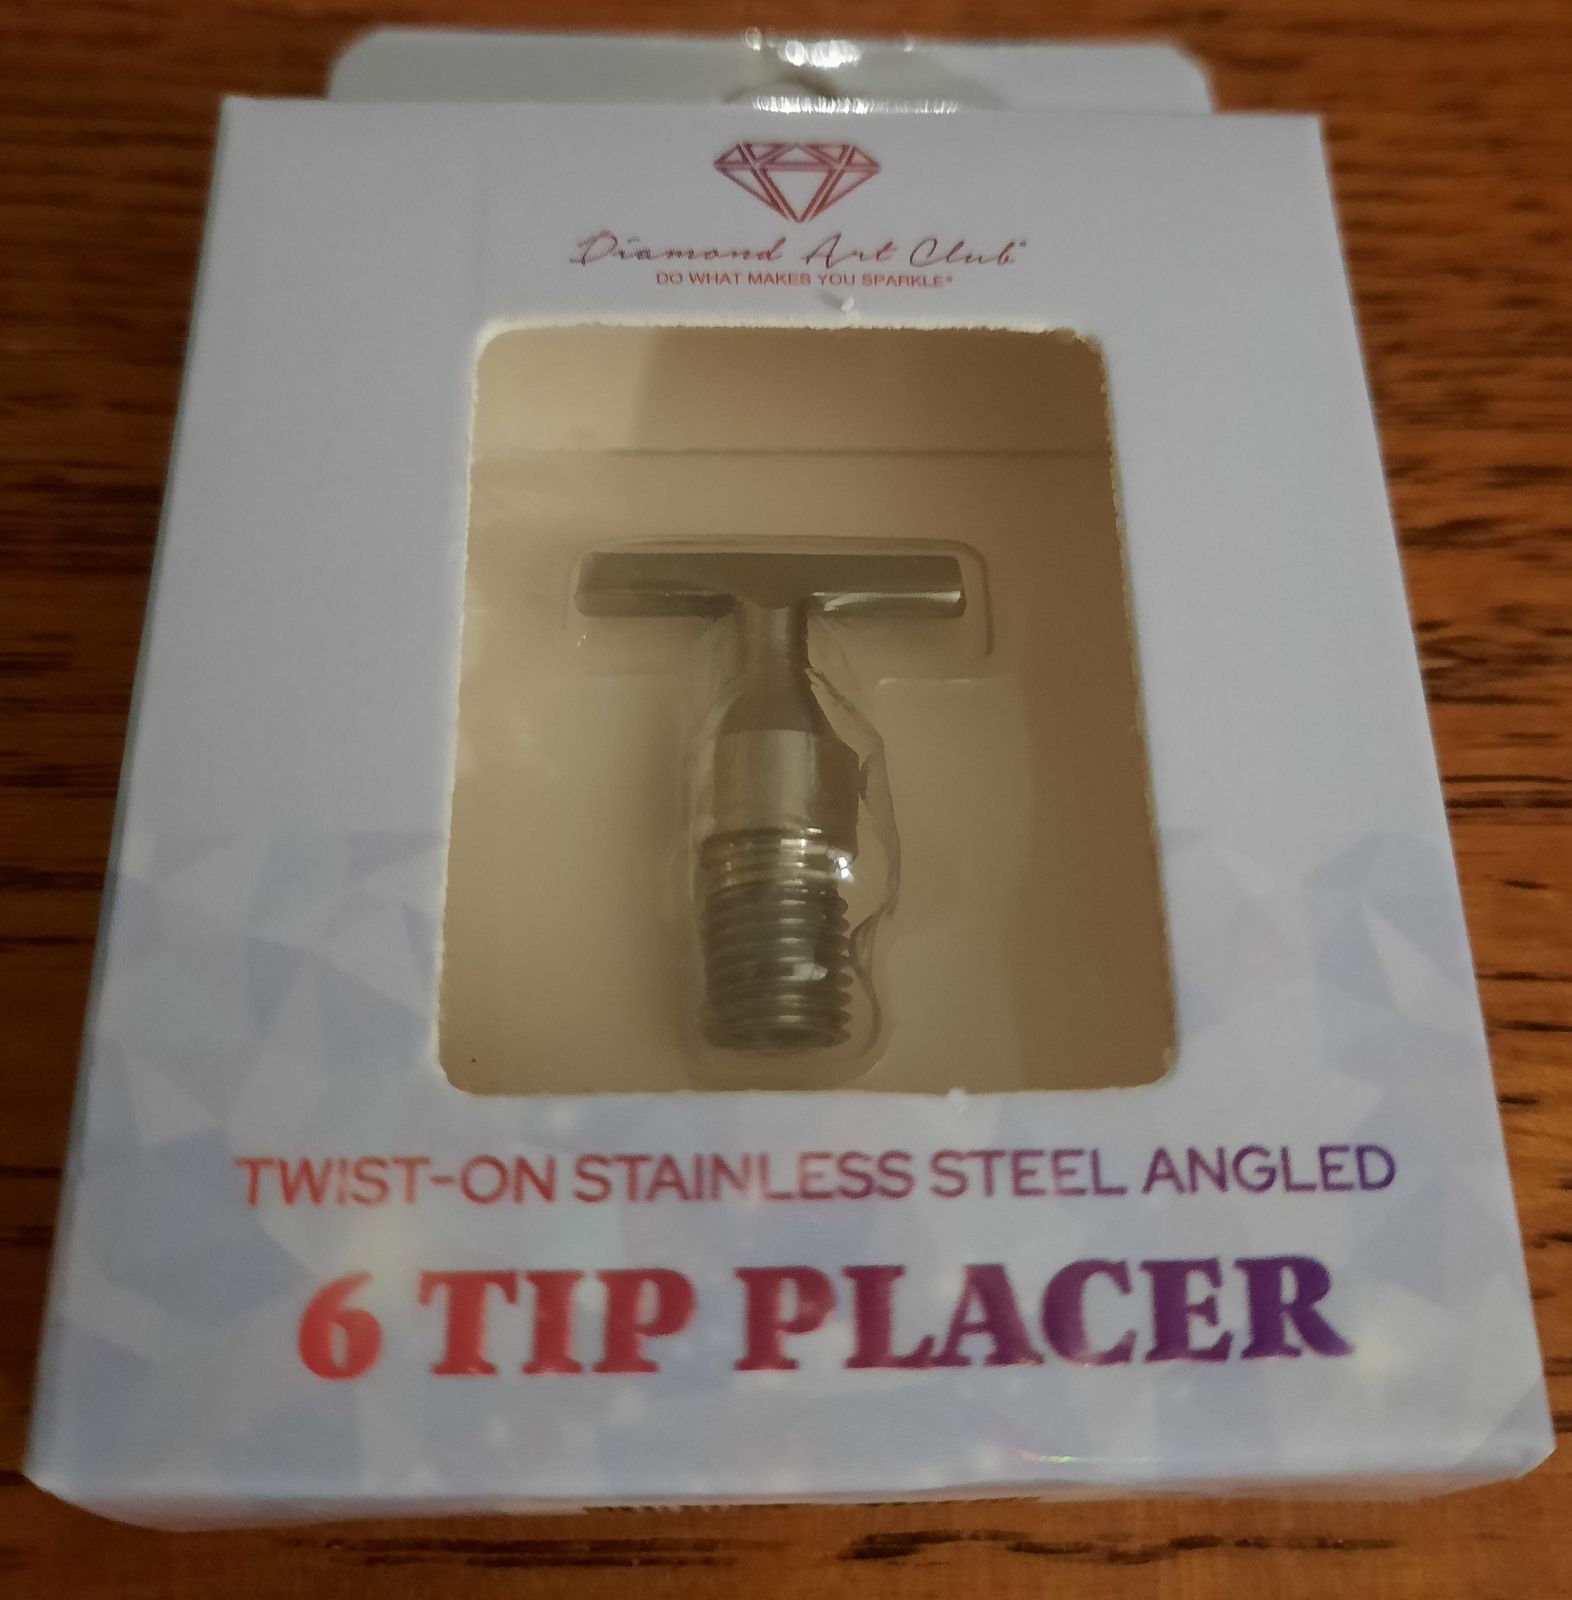 Diamond Art Club®
DO WHAT MAKES YOU SPARKLE®
TWIST-ON STAINLESS STEEL ANGLED
6 TIP PLACER